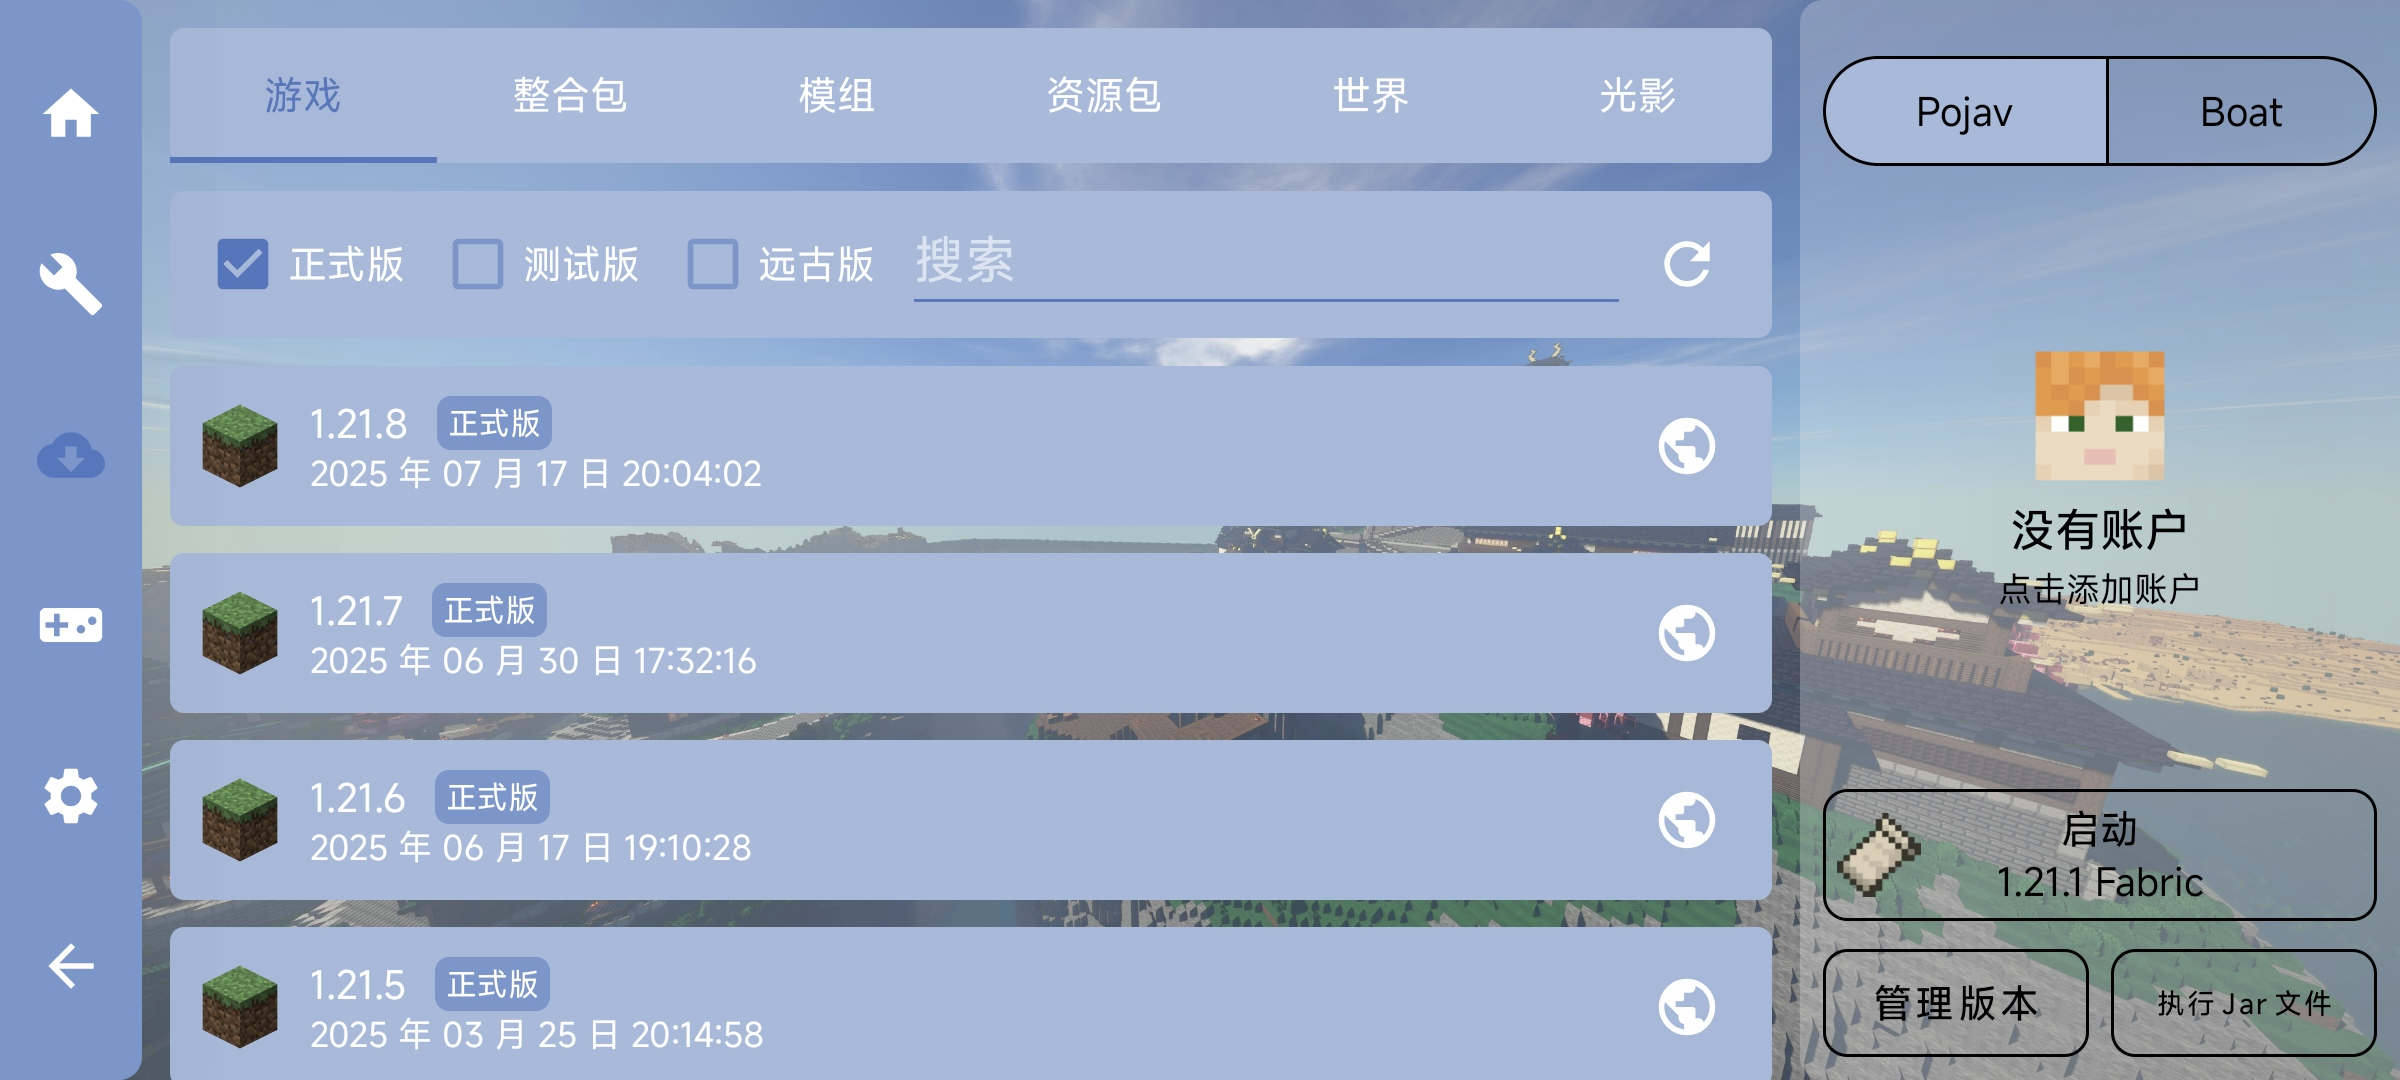 游戏
整合包
模组
资源包
世界
光影
正式版
测试版
远古版
搜索
1.21.8 正式版
2025 年 07 月 17 日 20:04:02
1.21.7 正式版
2025 年 06 月 30 日 17:32:16
1.21.6 正式版
2025 年 06 月 17 日 19:10:28
1.21.5 正式版
2025 年 03 月 25 日 20:14:58
Pojav
Boat
没有账户
点击添加账户
启动
1.21.1 Fabric
管理版本
执行 Jar 文件